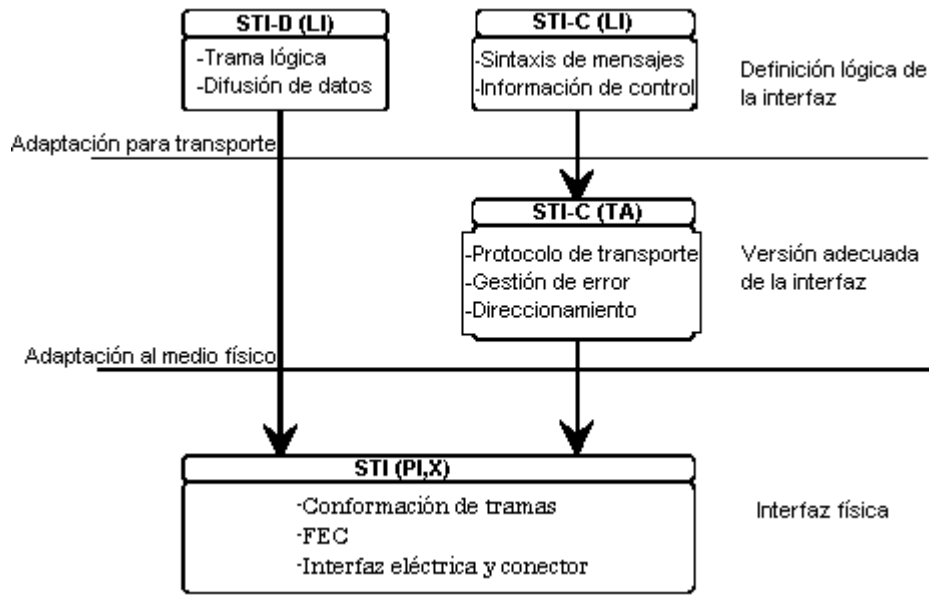 STI-D (LI)
-Trama lógica
-Difusión de datos
STI-C (LI)
-Sintaxis de mensajes
-Información de control
Definición lógica de
la interfaz
Adaptación para transporte
STI-C (TA)
-Protocolo de transporte
-Gestión de error
-Direccionamiento
Versión adecuada
de la interfaz
Adaptación al medio físico
STI (PI,X)
-Conformación de tramas
-FEC
-Interfaz eléctrica y conector
Interfaz física